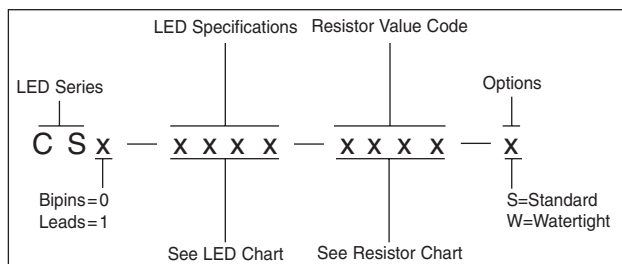 LED Specifications Resistor Value Code
LED Series
Options
C S x — x x x x — x x x x — x
Bipins=0
Leads=1
S=Standard
W=Watertight
See LED Chart See Resistor Chart